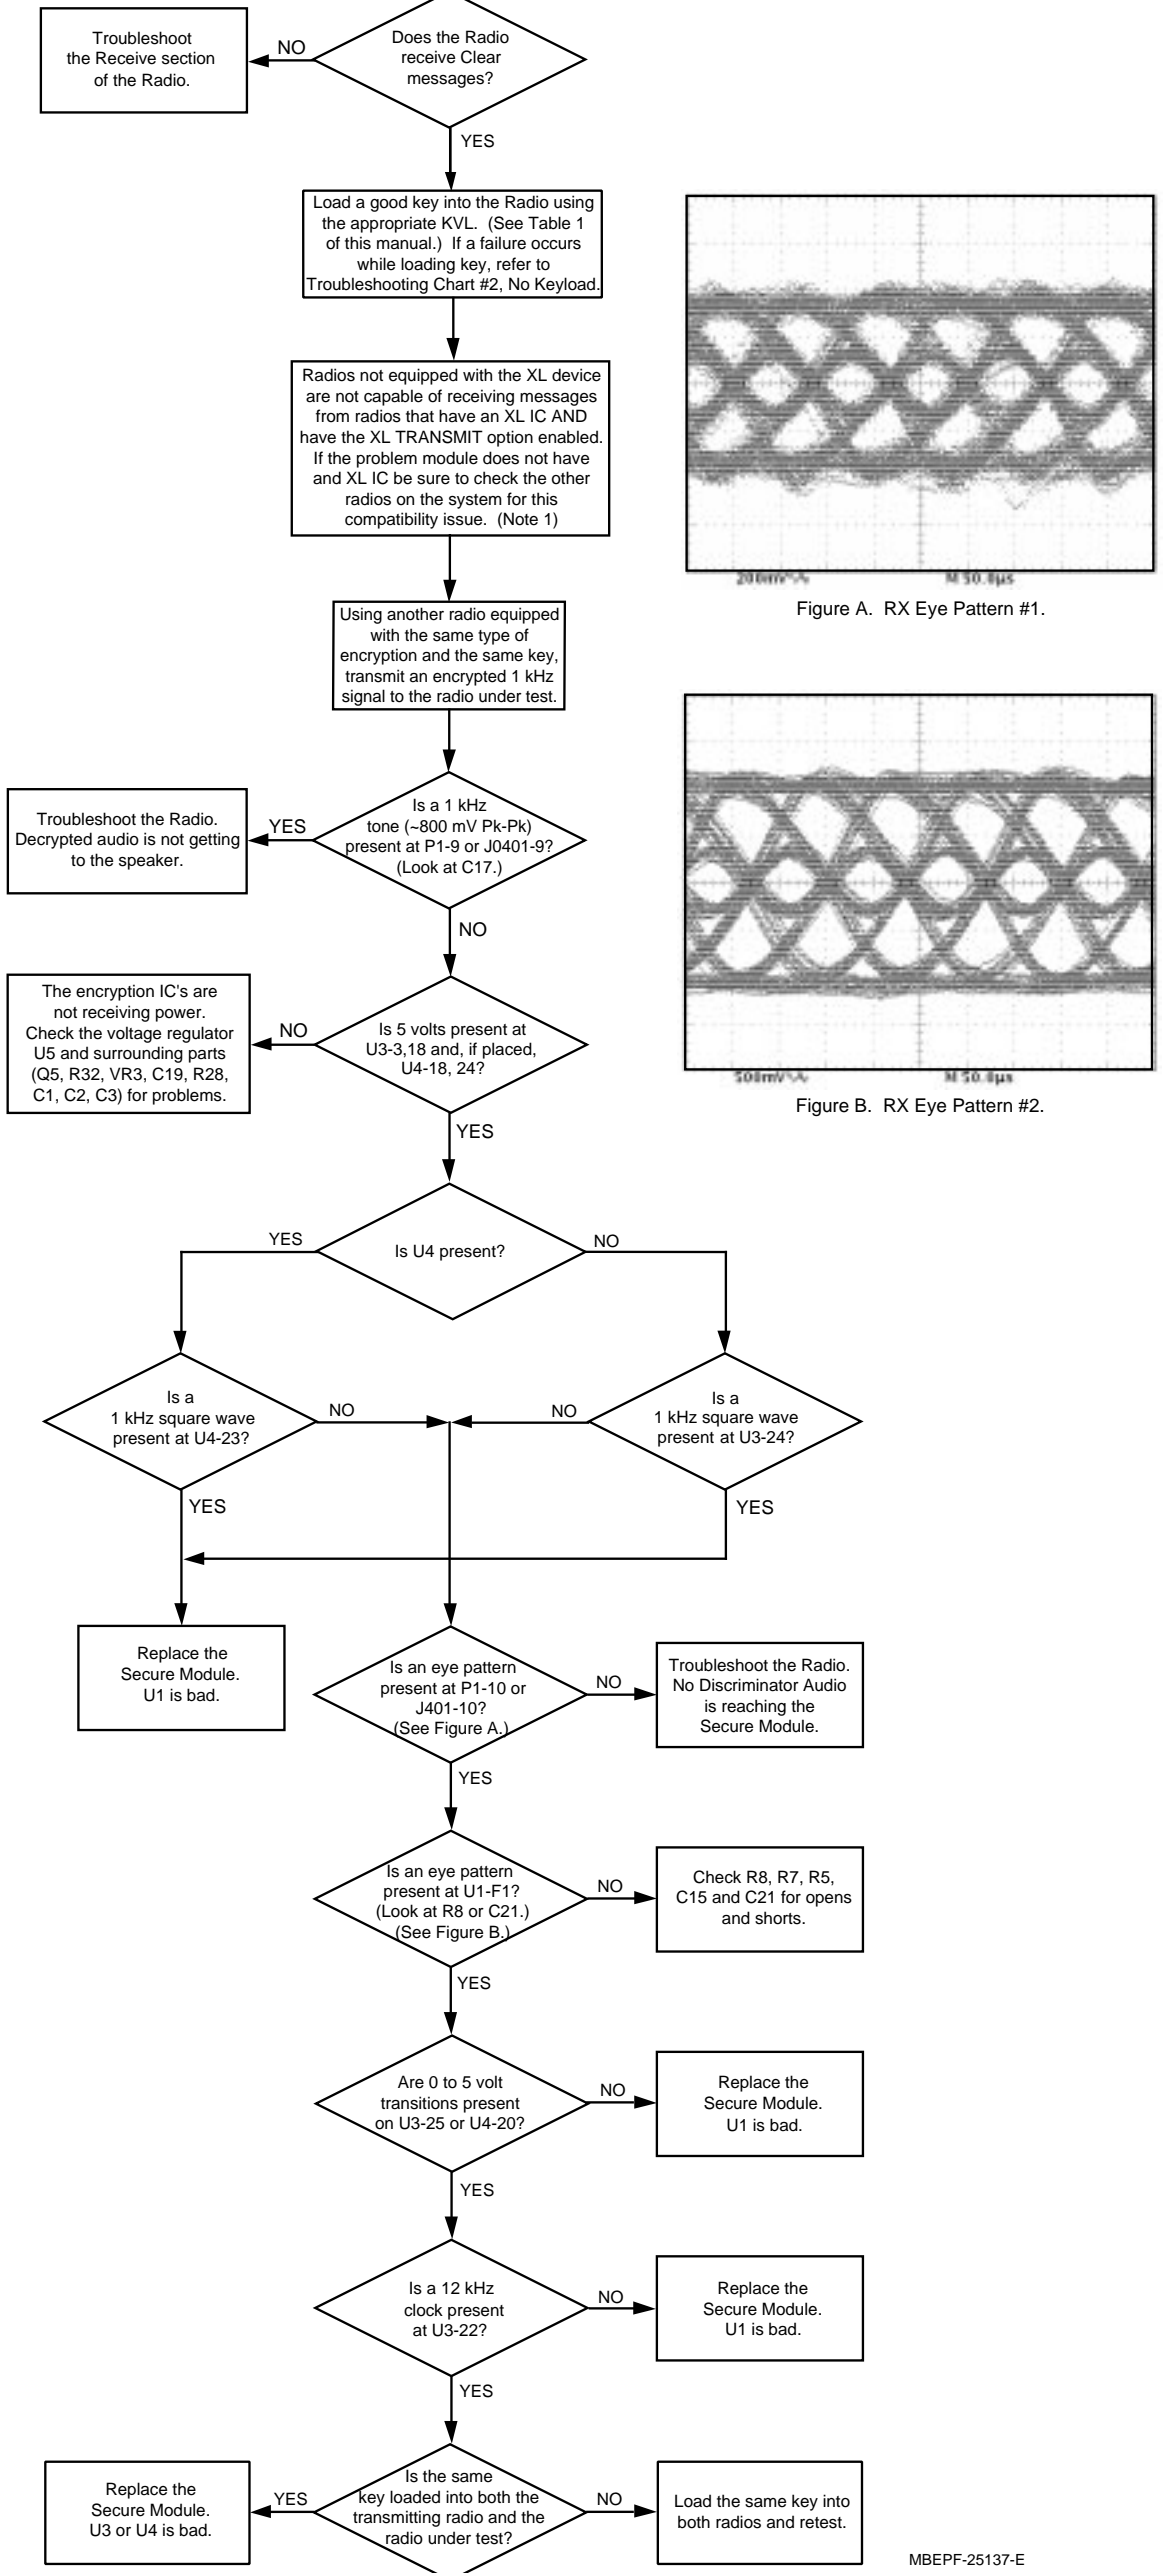 Troubleshoot
the Receive section
of the Radio.
NO
Does the Radio
receive Clear
messages?
YES
Load a good key into the Radio using
the appropriate KVL.  (See Table 1
of this manual.)  If a failure occurs
while loading key, refer to
Troubleshooting Chart #2, No Keyload.
Radios not equipped with the XL device
are not capable of receiving messages
from radios that have an XL IC AND
have the XL TRANSMIT option enabled.
If the problem module does not have
and XL IC be sure to check the other
radios on the system for this
compatibility issue.  (Note 1)
200mV
M 50.0µs
Figure A.  RX Eye Pattern #1.
Using another radio equipped
with the same type of
encryption and the same key,
transmit an encrypted 1 kHz
signal to the radio under test.
Troubleshoot the Radio.
Decrypted audio is not getting
to the speaker.
YES
Is a 1 kHz
tone (~800 mV Pk-Pk)
present at P1-9 or J0401-9?
(Look at C17.)
NO
The encryption IC's are
not receiving power.
Check the voltage regulator
U5 and surrounding parts
(Q5, R32, VR3, C19, R28,
C1, C2, C3) for problems.
NO
Is 5 volts present at
U3-3,18 and, if placed,
U4-18, 24?
YES
500mV
M 50.0µs
Figure B.  RX Eye Pattern #2.
YES
Is U4 present?
NO
Is a
1 kHz square wave
present at U4-23?
NO
YES
NO
Is a
1 kHz square wave
present at U3-24?
YES
Replace the
Secure Module.
U1 is bad.
Is an eye pattern
present at P1-10 or
J401-10?
(See Figure A.)
NO
Troubleshoot the Radio.
No Discriminator Audio
is reaching the
Secure Module.
YES
Is an eye pattern
present at U1-F1?
(Look at R8 or C21.)
(See Figure B.)
NO
Check R8, R7, R5,
C15 and C21 for opens
and shorts.
YES
Are 0 to 5 volt
transitions present
on U3-25 or U4-20?
NO
Replace the
Secure Module.
U1 is bad.
YES
Is a 12 kHz
clock present
at U3-22?
NO
Replace the
Secure Module.
U1 is bad.
YES
Replace the
Secure Module.
U3 or U4 is bad.
YES
Is the same
key loaded into both the
transmitting radio and the
radio under test?
NO
Load the same key into
both radios and retest.
MBEPF-25137-E